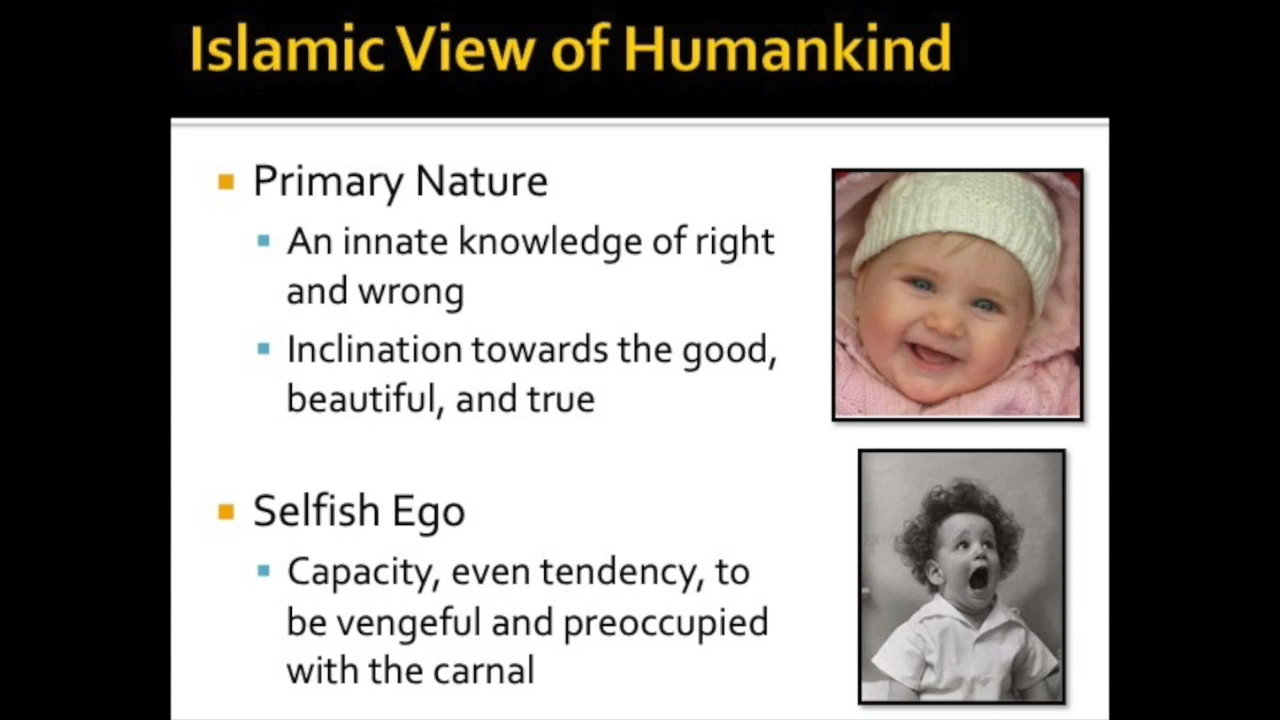 Islamic View of Humankind
Primary Nature
An innate knowledge of right
and wrong
Inclination towards the good,
beautiful, and true
Selfish Ego
Capacity, even tendency, to
be vengeful and preoccupied
with the carnal